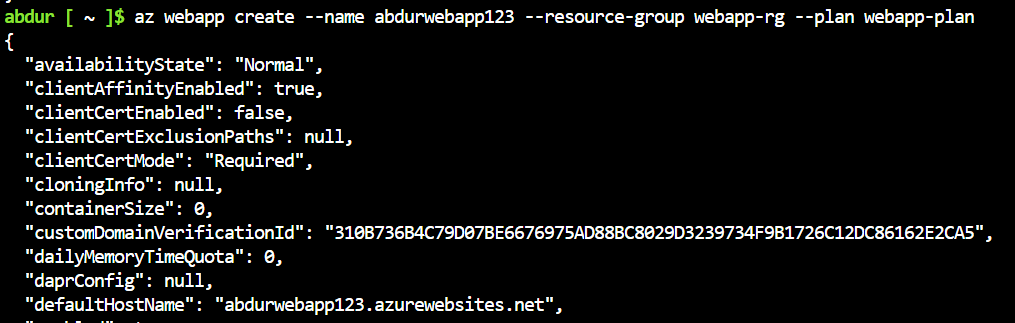 abdur [ ~ ]$ az webapp create --name abdurwebapp123 --resource-group webapp-rg --plan webapp-plan
{
  "availabilityState": "Normal",
  "clientAffinityEnabled": true,
  "clientCertEnabled": false,
  "clientCertExclusionPaths": null,
  "clientCertMode": "Required",
  "cloningInfo": null,
  "containerSize": 0,
  "customDomainVerificationId": "310B736B4C79D07BE6676975AD88BC8029D3239734F9B1726C12DC86162E2CA5",
  "dailyMemoryTimeQuota": 0,
  "daprConfig": null,
  "defaultHostName": "abdurwebapp123.azurewebsites.net",